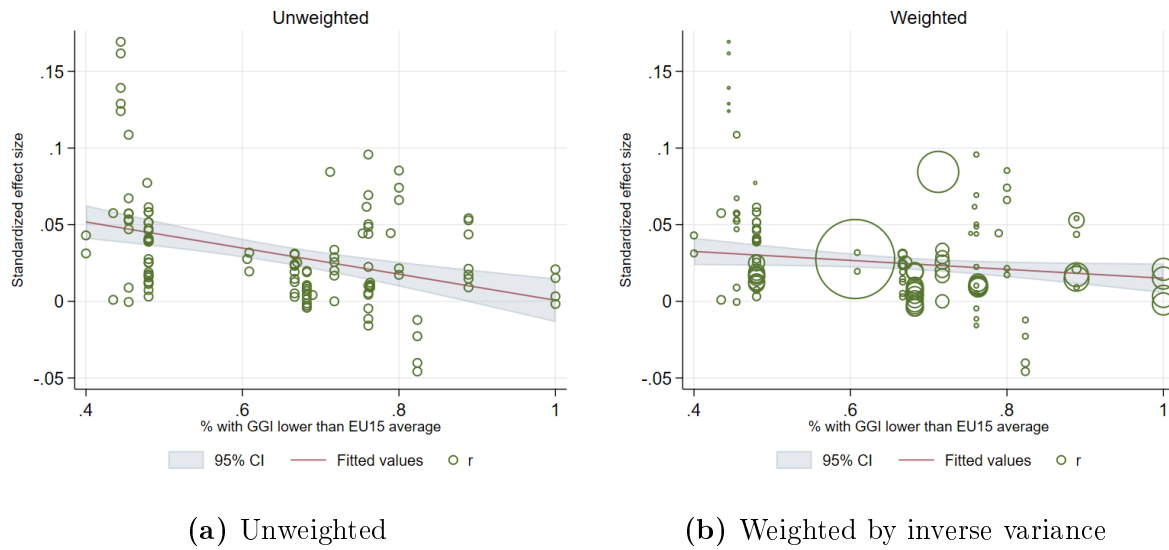 Unweighted
Standardized effect size
.15
.1
.05
0
-.05
.4 .6 .8 1
% with GGI lower than EU15 average
95% CI Fitted values r
(a) Unweighted
Weighted
Standardized effect size
.15
.1
.05
0
-.05
.4 .6 .8 1
% with GGI lower than EU15 average
95% CI Fitted values r
(b) Weighted by inverse variance